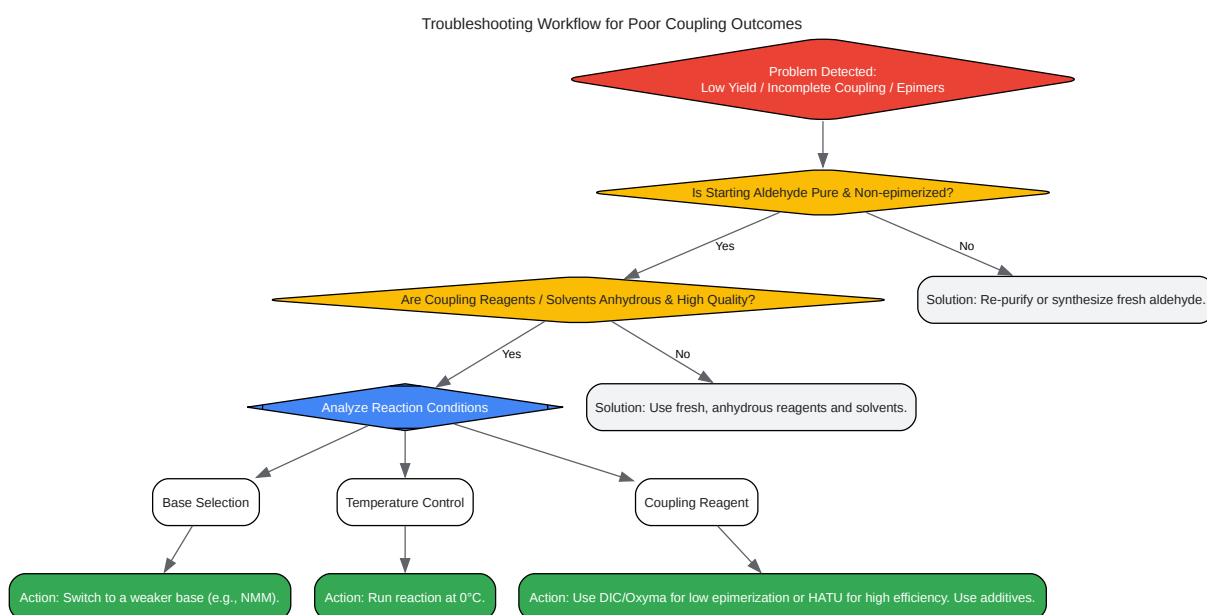 Troubleshooting Workflow for Poor Coupling Outcomes
Problem Detected:
Low Yield / Incomplete Coupling / Epimers
Is Starting Aldehyde Pure & Non-epimerized?
Yes
No
Are Coupling Reagents / Solvents Anhydrous & High Quality?
Solution: Re-purify or synthesize fresh aldehyde.
Yes
No
Analyze Reaction Conditions
Solution: Use fresh, anhydrous reagents and solvents.
Base Selection
Temperature Control
Coupling Reagent
Action: Switch to a weaker base (e.g., NMM).
Action: Run reaction at 0°C.
Action: Use DIC/Oxyma for low epimerization or HATU for high efficiency. Use additives.